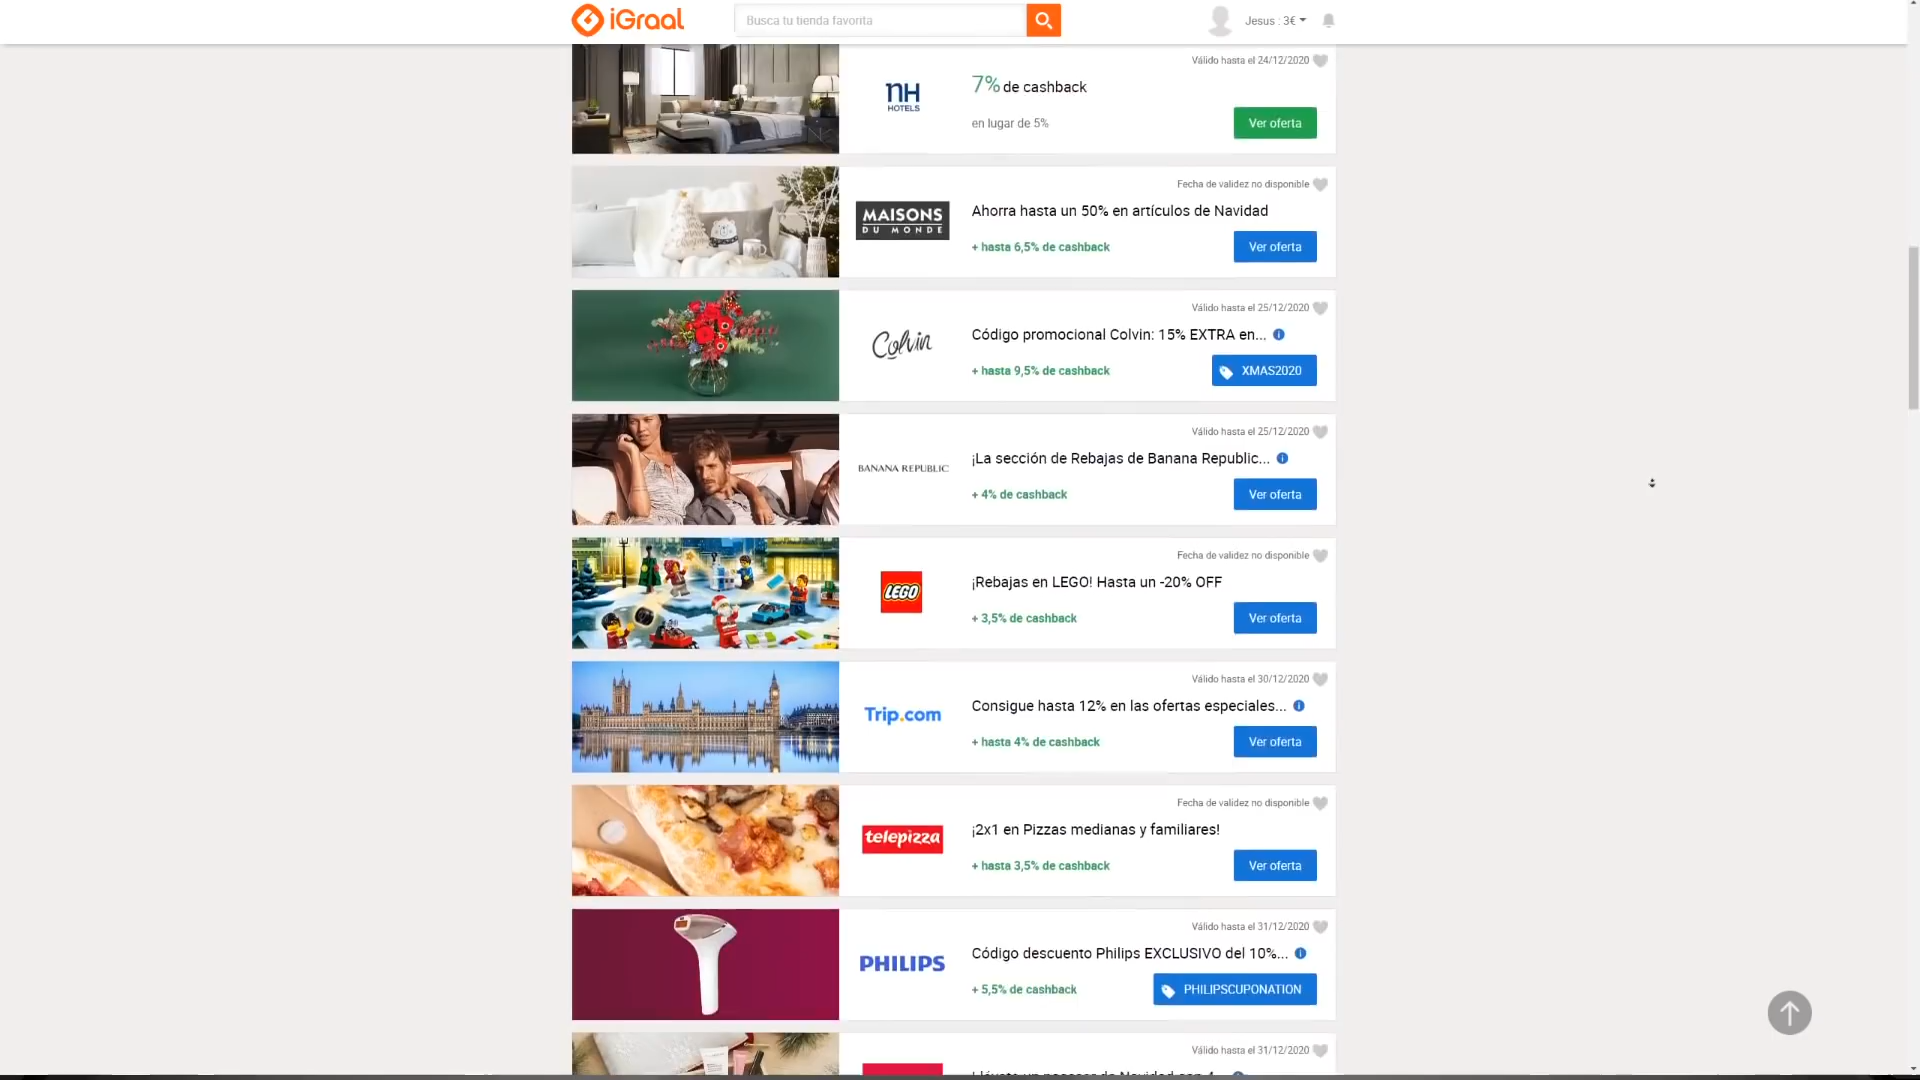 iGraal
Busca tu tienda favorita
Jesus : 3€
Válido hasta el 24/12/2020
nH
HOTELS
7% de cashback
en lugar de 5%
Ver oferta
Fecha de validez no disponible
MAISONS
DU MONDE
Ahorra hasta un 50% en artículos de Navidad
+ hasta 6,5% de cashback
Ver oferta
Válido hasta el 25/12/2020
Colvin
Código promocional Colvin: 15% EXTRA en...
+ hasta 9,5% de cashback
XMAS2020
Válido hasta el 25/12/2020
BANANA REPUBLIC
¡La sección de Rebajas de Banana Republic...
+ 4% de cashback
Ver oferta
Fecha de validez no disponible
LEGO
¡Rebajas en LEGO! Hasta un -20% OFF
+ 3,5% de cashback
Ver oferta
Válido hasta el 30/12/2020
Trip.com
Consigue hasta 12% en las ofertas especiales...
+ hasta 4% de cashback
Ver oferta
Fecha de validez no disponible
telepizza
¡2x1 en Pizzas medianas y familiares!
+ hasta 3,5% de cashback
Ver oferta
Válido hasta el 31/12/2020
PHILIPS
Código descuento Philips EXCLUSIVO del 10%...
+ 5,5% de cashback
PHILIPSCUPONATION
Válido hasta el 31/12/2020